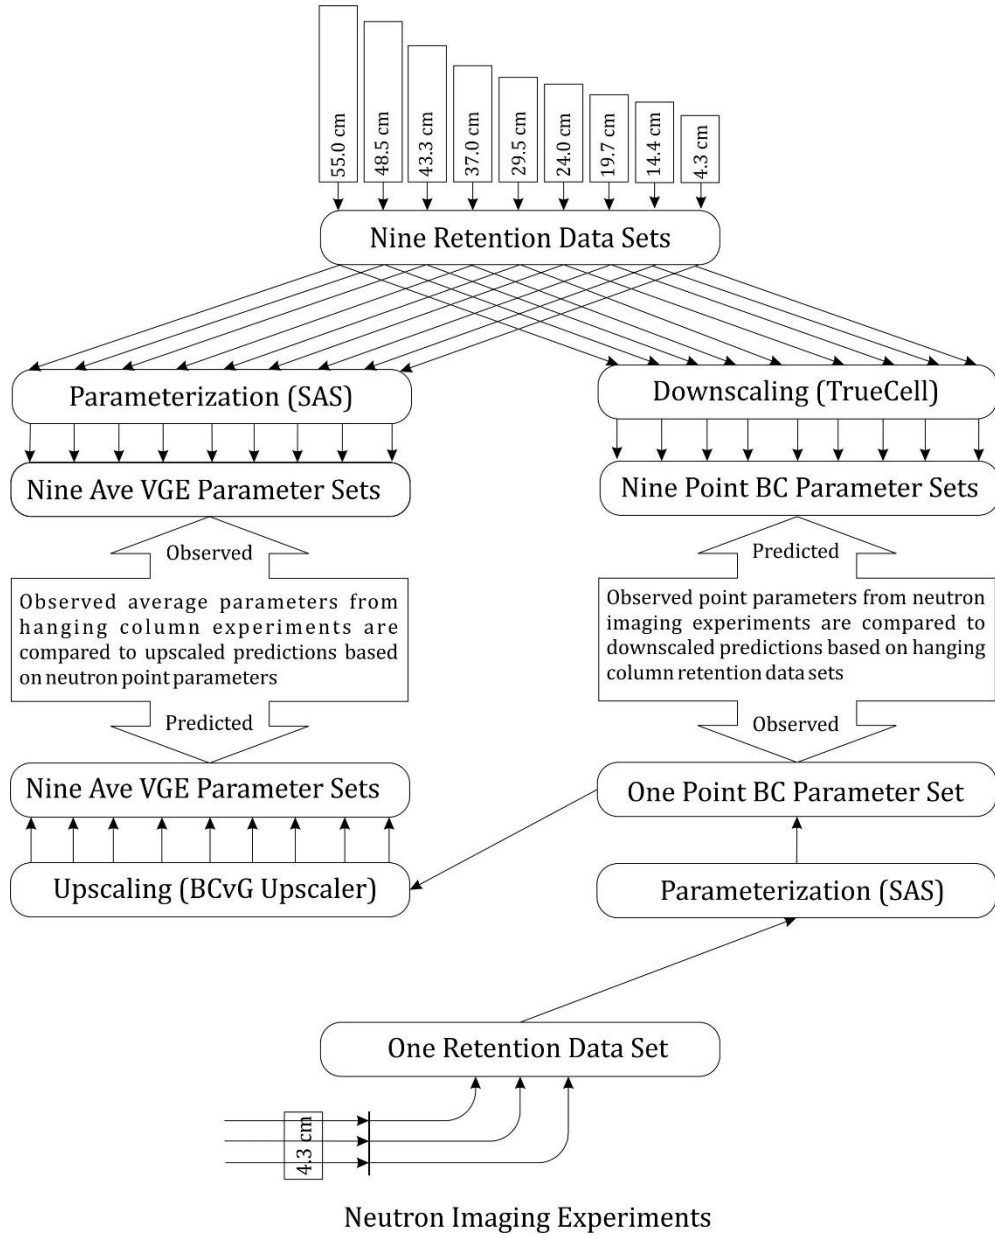 55.0 cm
48.5 cm
43.3 cm
37.0 cm
29.5 cm
24.0 cm
19.7 cm
14.4 cm
4.3 cm
Nine Retention Data Sets
Parameterization (SAS)
Downscaling (TrueCell)
Nine Ave VGE Parameter Sets
Nine Point BC Parameter Sets
Observed
Predicted
Observed average parameters from
hanging column experiments are
compared to upscaled predictions based
on neutron point parameters
Observed point parameters from neutron
imaging experiments are compared to
downscaled predictions based on hanging
column retention data sets
Predicted
Observed
Nine Ave VGE Parameter Sets
One Point BC Parameter Set
Upscaling (BCvG Upscaler)
Parameterization (SAS)
One Retention Data Set
4.3 cm
Neutron Imaging Experiments